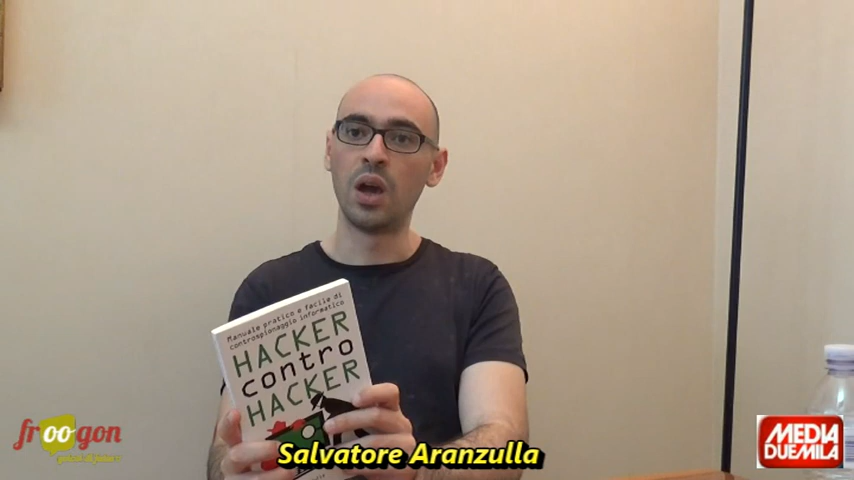 Manuale pratico e facile di
controspionaggio informatico
HACKER
contro
HACKER
Salvatore Aranzulla
froogon
MEDIA
DUEMILA